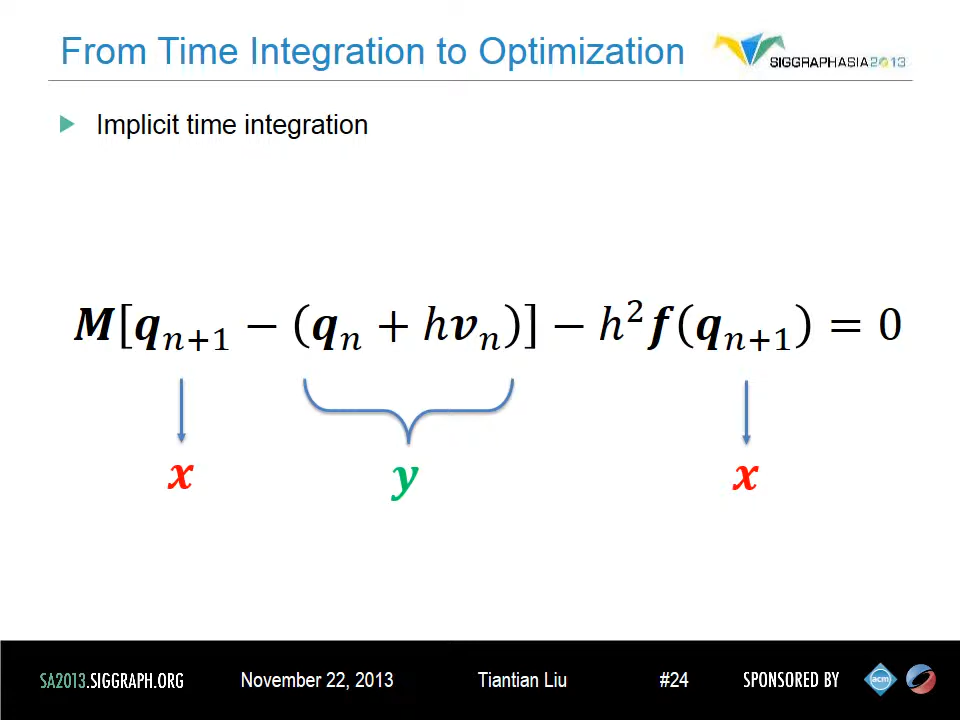 From Time Integration to Optimization
SIGGRAPHASIA2013
Implicit time integration
M[qₙ₊₁ − (qₙ + hvₙ)] − h²f(qₙ₊₁) = 0
x y x
SA2013.SIGGRAPH.ORG November 22, 2013 Tiantian Liu #24 SPONSORED BY acm